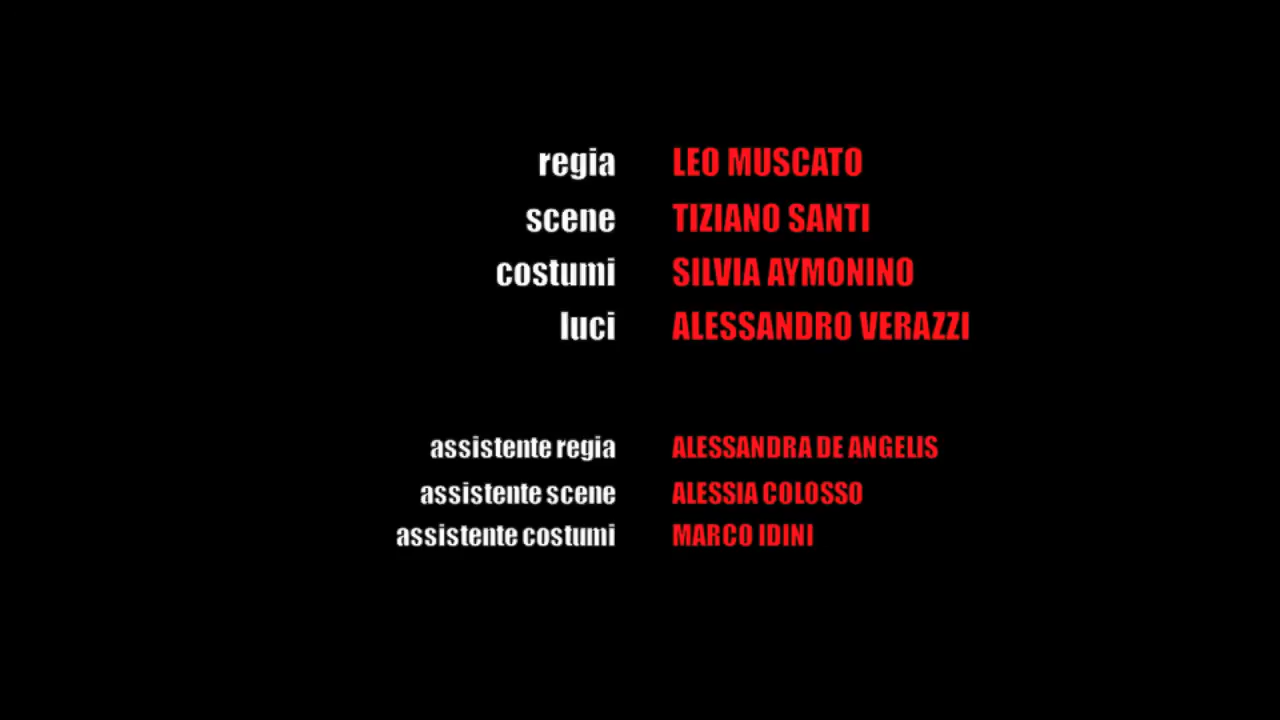 regia LEO MUSCATO
scene TIZIANO SANTI
costumi SILVIA AYMONINO
luci ALESSANDRO VERAZZI
assistente regia ALESSANDRA DE ANGELIS
assistente scene ALESSIA COLOSSO
assistente costumi MARCO IDINI